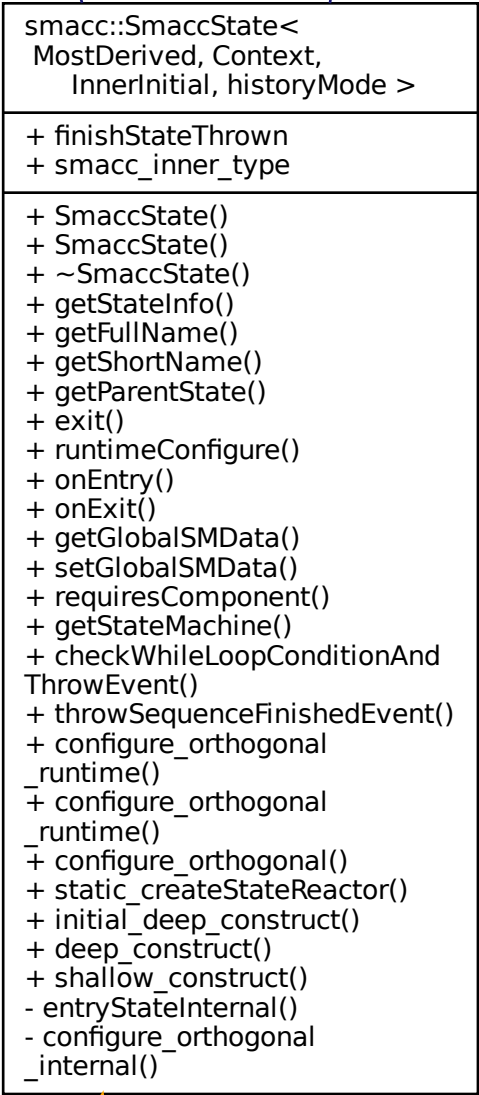 smacc::SmaccState<
MostDerived, Context,
InnerInitial, historyMode >
+ finishStateThrown
+ smacc_inner_type
+ SmaccState()
+ SmaccState()
+ ~SmaccState()
+ getStateInfo()
+ getFullName()
+ getShortName()
+ getParentState()
+ exit()
+ runtimeConfigure()
+ onEntry()
+ onExit()
+ getGlobalSMData()
+ setGlobalSMData()
+ requiresComponent()
+ getStateMachine()
+ checkWhileLoopConditionAnd
ThrowEvent()
+ throwSequenceFinishedEvent()
+ configure_orthogonal
_runtime()
+ configure_orthogonal
_runtime()
+ configure_orthogonal()
+ static_createStateReactor()
+ initial_deep_construct()
+ deep_construct()
+ shallow_construct()
- entryStateInternal()
- configure_orthogonal
_internal()